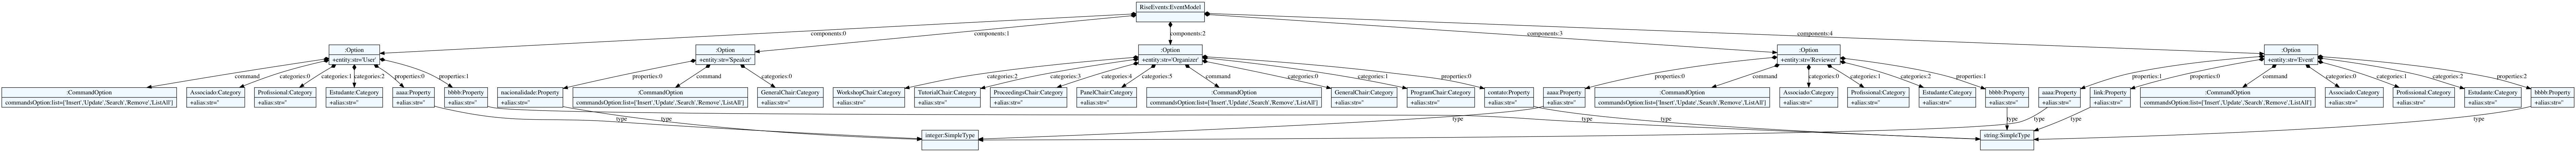 RiseEvents:EventModel
components:0
components:1
components:2
components:3
components:4
:Option
+entity:str='User'
:Option
+entity:str='Speaker'
:Option
+entity:str='Organizer'
:Option
+entity:str='Reviewer'
:Option
+entity:str='Event'
command
categories:0
categories:1
categories:2
properties:0
properties:1
properties:0
command
categories:0
categories:2
categories:3
categories:4
categories:5
command
categories:0
categories:1
properties:0
properties:0
command
categories:0
categories:1
categories:2
properties:1
properties:1
properties:0
command
categories:0
categories:1
categories:2
properties:2
:CommandOption
commandsOption:list=['Insert','Update','Search','Remove','ListAll']
Associado:Category
+alias:str=''
Profissional:Category
+alias:str=''
Estudante:Category
+alias:str=''
aaaa:Property
+alias:str=''
bbbb:Property
+alias:str=''
nacionalidade:Property
+alias:str=''
:CommandOption
commandsOption:list=['Insert','Update','Search','Remove','ListAll']
GeneralChair:Category
+alias:str=''
WorkshopChair:Category
+alias:str=''
TutorialChair:Category
+alias:str=''
ProceedingsChair:Category
+alias:str=''
PanelChair:Category
+alias:str=''
:CommandOption
commandsOption:list=['Insert','Update','Search','Remove','ListAll']
GeneralChair:Category
+alias:str=''
ProgramChair:Category
+alias:str=''
contato:Property
+alias:str=''
aaaa:Property
+alias:str=''
:CommandOption
commandsOption:list=['Insert','Update','Search','Remove','ListAll']
Associado:Category
+alias:str=''
Profissional:Category
+alias:str=''
Estudante:Category
+alias:str=''
bbbb:Property
+alias:str=''
aaaa:Property
+alias:str=''
link:Property
+alias:str=''
:CommandOption
commandsOption:list=['Insert','Update','Search','Remove','ListAll']
Associado:Category
+alias:str=''
Profissional:Category
+alias:str=''
Estudante:Category
+alias:str=''
bbbb:Property
+alias:str=''
type
type
type
type
type
type
type
type
type
integer:SimpleType
string:SimpleType